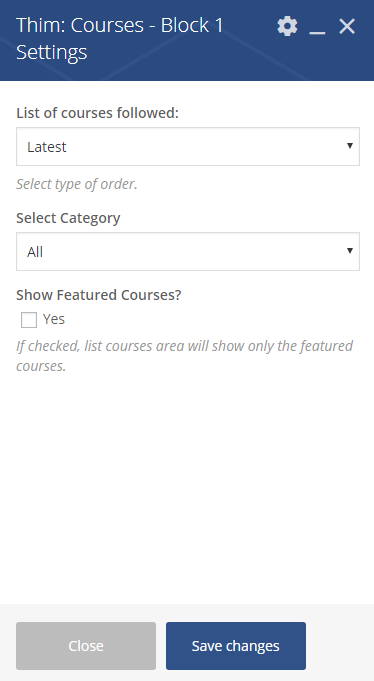 Thim: Courses - Block 1
Settings
List of courses followed:
Latest
Select type of order.
Select Category
All
Show Featured Courses?
Yes
If checked, list courses area will show only the featured
courses.
Close
Save changes